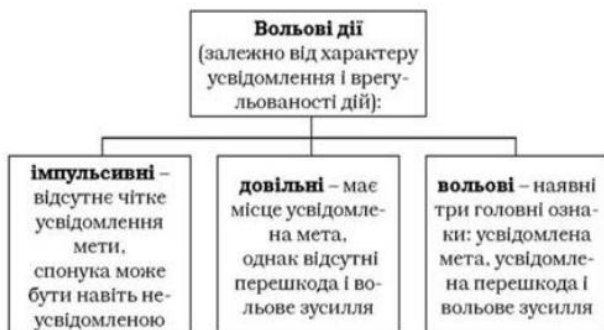 Вольові дії
(залежно від характеру
усвідомлення і врегу-
льованості дій):
імпульсивні –
відсутнє чітке
усвідомлення
мети,
спонука може
бути навіть не-
усвідомленою
довільні – має
місце усвідомле-
на мета,
однак відсутні
перешкода і во-
льове зусилля
вольові – наявні
три головні озна-
ки: усвідомлена
мета, усвідомле-
на перешкода і
вольове зусилля